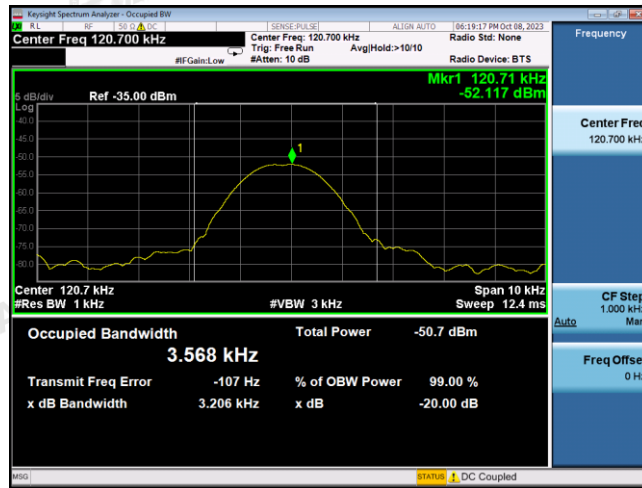 Keysight Spectrum Analyzer - Occupied BW
RL RF 50 Ω DC SENSE:PULSE ALIGN AUTO 06:19:17 PM Oct 08, 2023
Center Freq 120.700 kHz
Center Freq: 120.700 kHz
Radio Std: None
Trig: Free Run Avg|Hold:>10/10
#IFGain:Low #Atten: 10 dB Radio Device: BTS
Frequency
Mkr1 120.71 kHz
5 dB/div Ref -35.00 dBm -52.117 dBm
Log
-40.0
-45.0
-50.0
-55.0
-60.0
-65.0
-70.0
-75.0
-80.0
1
Center 120.7 kHz Span 10 kHz
#Res BW 1 kHz #VBW 3 kHz Sweep 12.4 ms
Center Freq
120.700 kHz
CF Step
1.000 kHz
Auto Man
Freq Offset
0 Hz
Occupied Bandwidth Total Power -50.7 dBm
3.568 kHz
Transmit Freq Error -107 Hz % of OBW Power 99.00 %
x dB Bandwidth 3.206 kHz x dB -20.00 dB
MSG STATUS DC Coupled